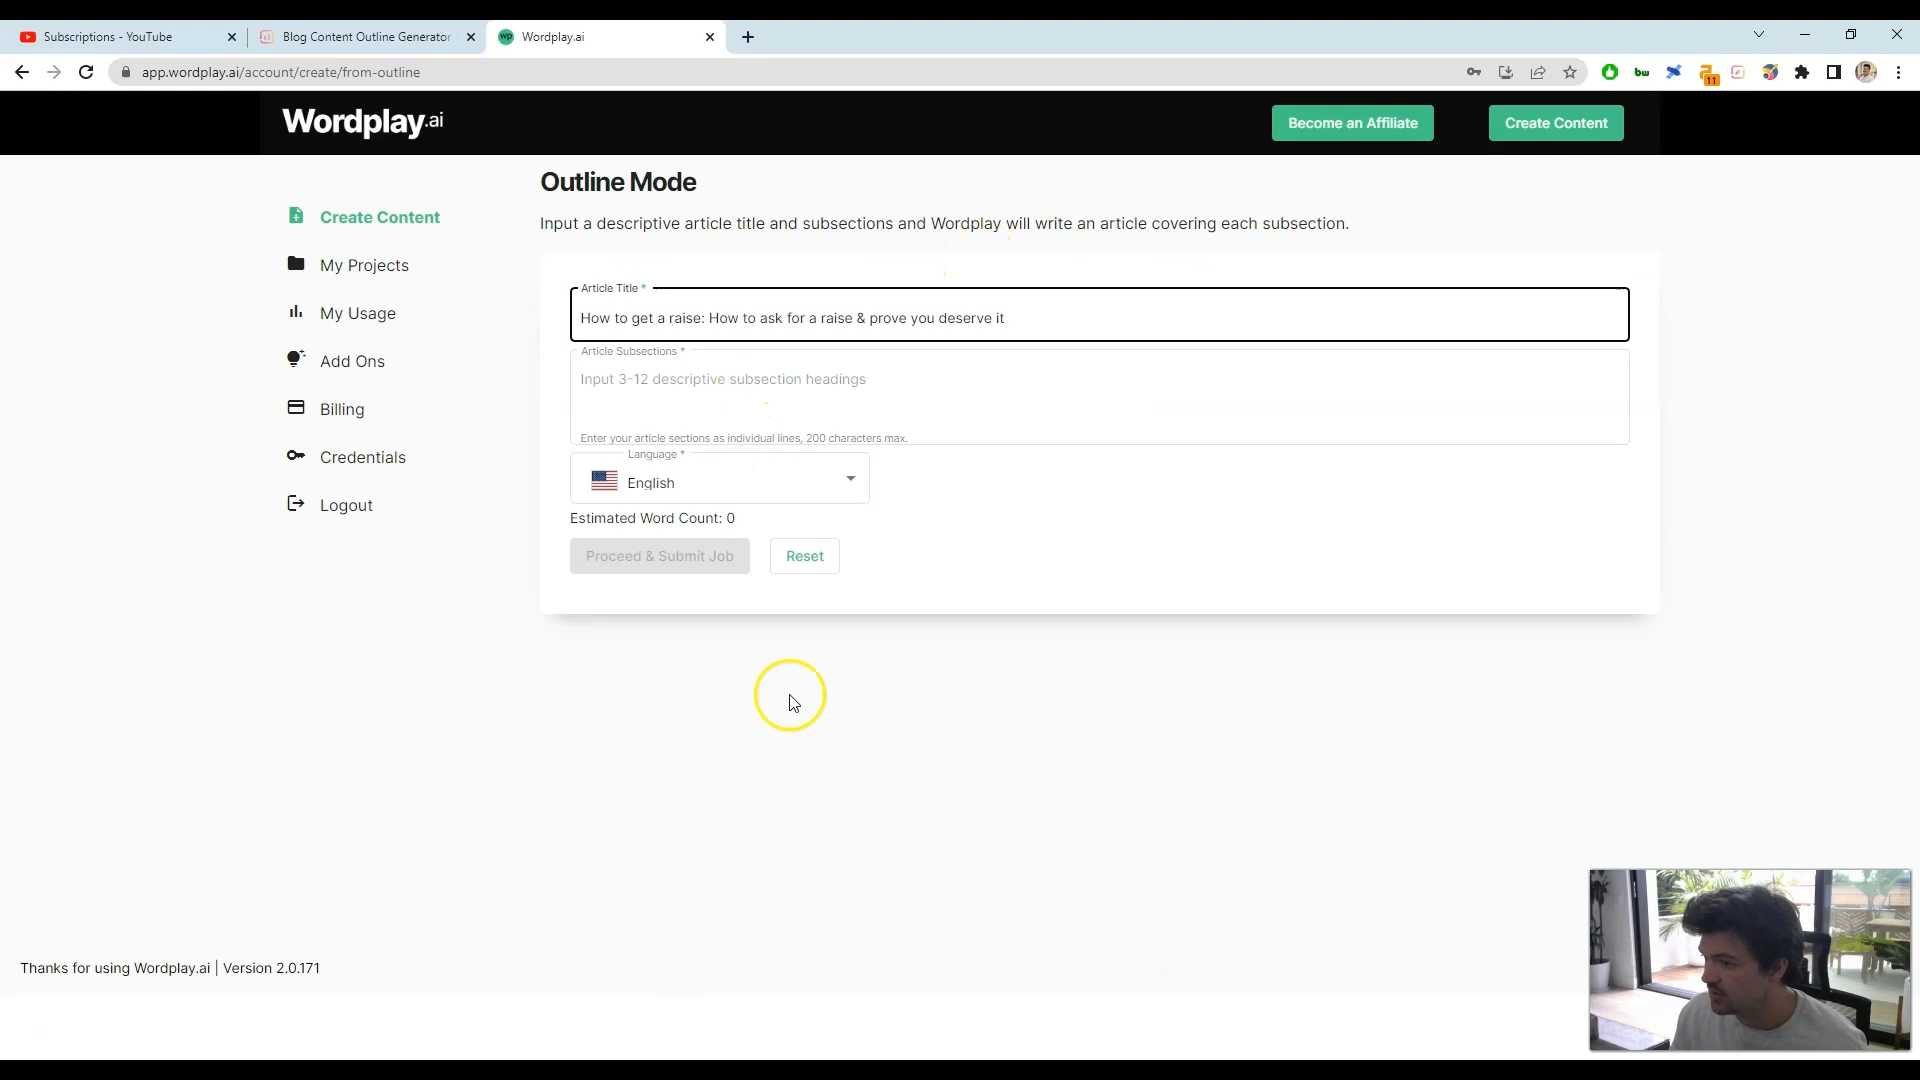 Subscriptions - YouTube
Blog Content Outline Generator
wp
Wordplay.ai
app.wordplay.ai/account/create/from-outline
bw
11
Wordplay.ai
Become an Affiliate
Create Content
Outline Mode
Input a descriptive article title and subsections and Wordplay will write an article covering each subsection.
Create Content
My Projects
My Usage
Add Ons
Billing
Credentials
Logout
Article Title *
How to get a raise: How to ask for a raise & prove you deserve it
Article Subsections *
Input 3-12 descriptive subsection headings
Enter your article sections as individual lines, 200 characters max.
Language *
English
Estimated Word Count: 0
Proceed & Submit Job
Reset
Thanks for using Wordplay.ai | Version 2.0.171